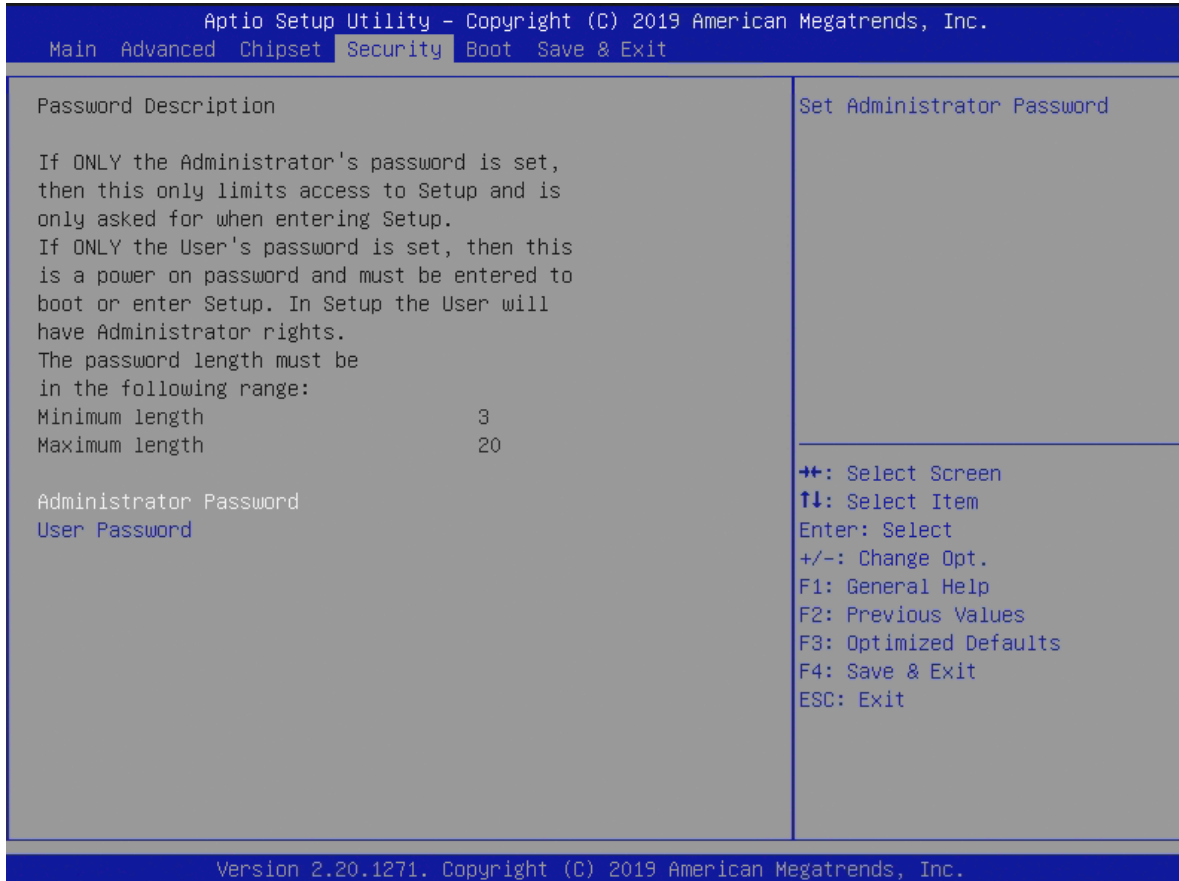 Aptio Setup Utility – Copyright (C) 2019 American Megatrends, Inc.
Main Advanced Chipset Security Boot Save & Exit
Password Description
If ONLY the Administrator's password is set,
then this only limits access to Setup and is
only asked for when entering Setup.
If ONLY the User's password is set, then this
is a power on password and must be entered to
boot or enter Setup. In Setup the User will
have Administrator rights.
The password length must be
in the following range:
Minimum length 3
Maximum length 20
Administrator Password
User Password
Set Administrator Password
→←: Select Screen
↑↓: Select Item
Enter: Select
+/-: Change Opt.
F1: General Help
F2: Previous Values
F3: Optimized Defaults
F4: Save & Exit
ESC: Exit
Version 2.20.1271. Copyright (C) 2019 American Megatrends, Inc.